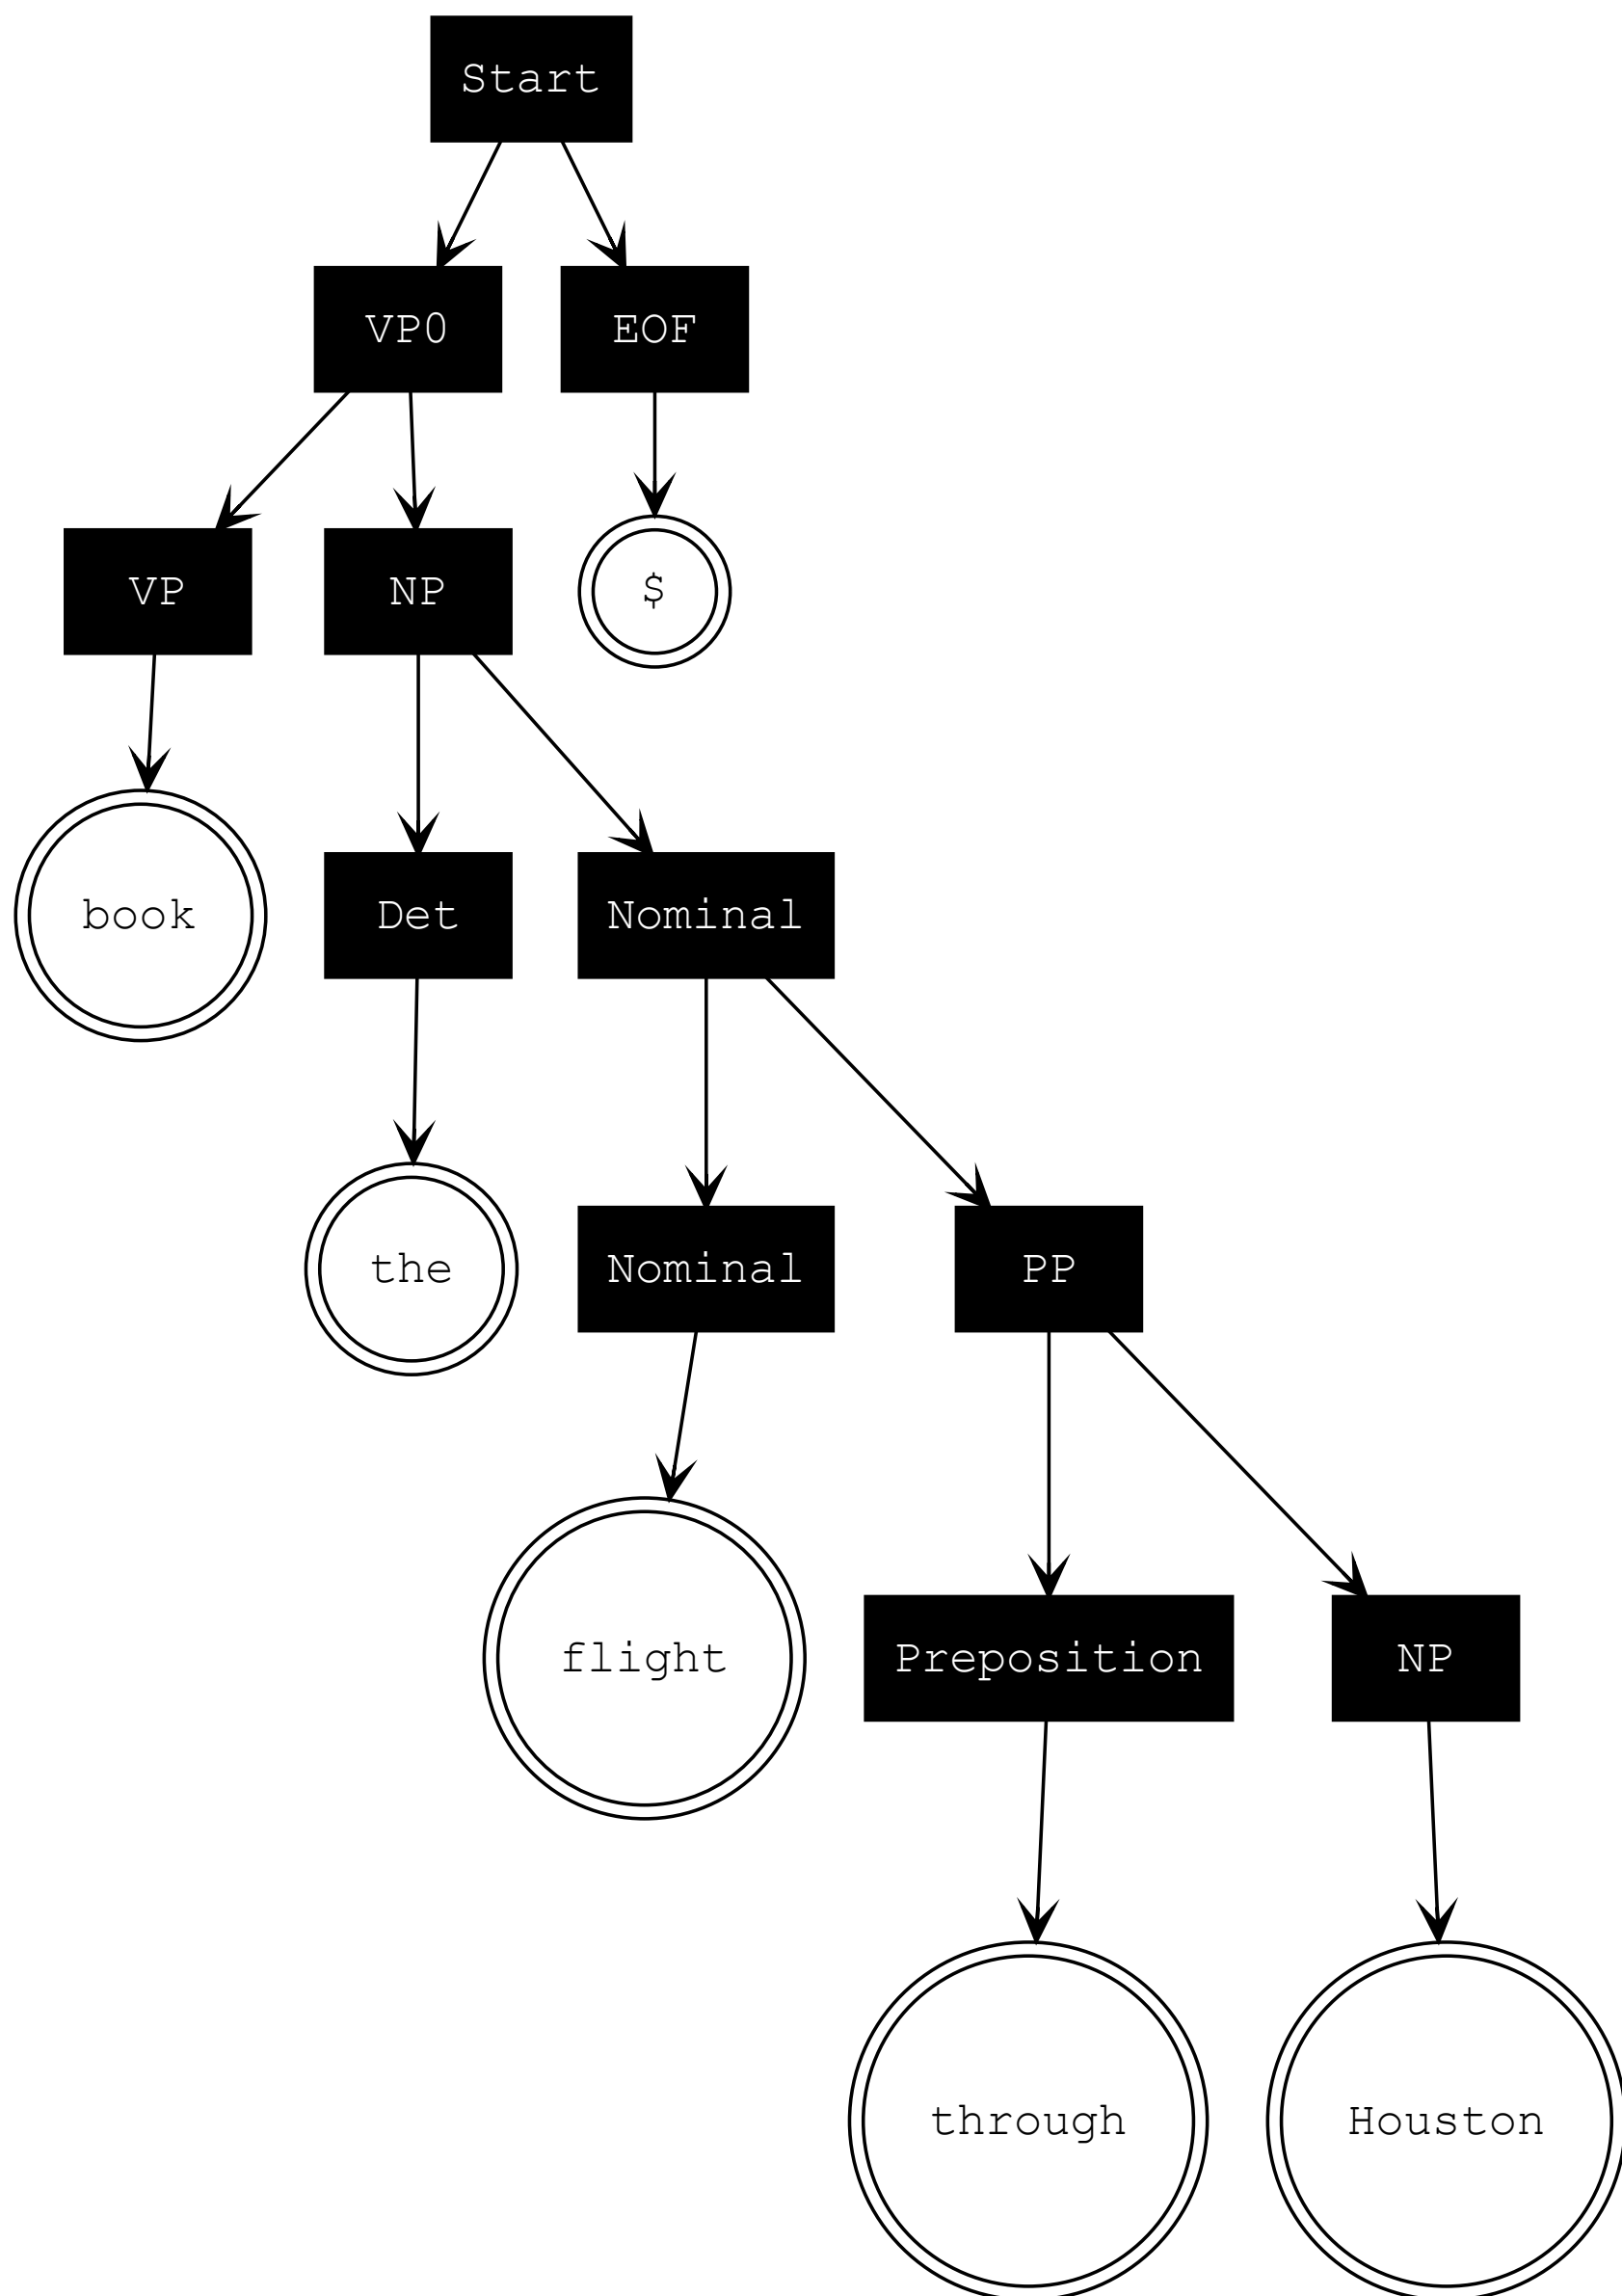 Start
VP0 EOF
VP NP $
book Det Nominal
the Nominal PP
flight Preposition NP
through Houston